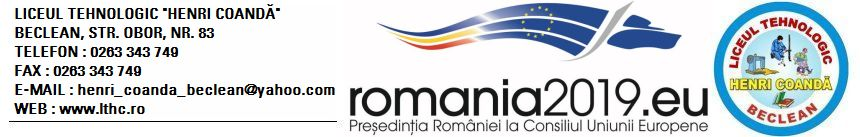 LICEUL TEHNOLOGIC "HENRI COANDĂ"
BECLEAN, STR. OBOR, NR. 83
TELEFON : 0263 343 749
FAX : 0263 343 749
E-MAIL : henri_coanda_beclean@yahoo.com
WEB : www.lthc.ro
romania2019.eu
Președinția României la Consiliul Uniunii Europene
LICEUL TEHNOLOGIC
HENRI COANDĂ
BECLEAN